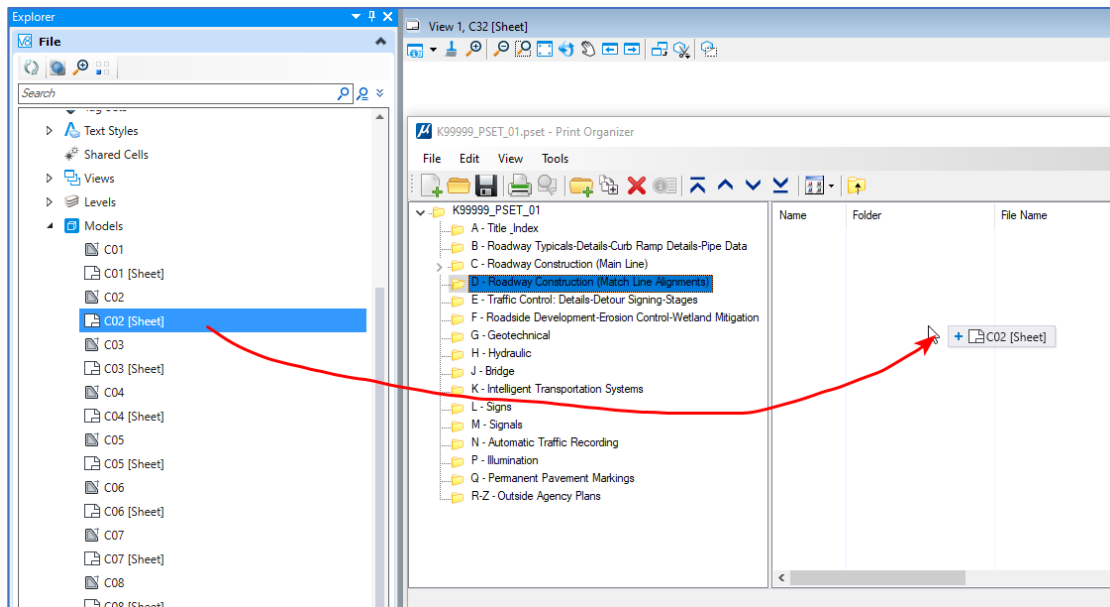 Explorer
File
Search
Text Styles
Shared Cells
Views
Levels
Models
C01
C01 [Sheet]
C02
C02 [Sheet]
C03
C03 [Sheet]
C04
C04 [Sheet]
C05
C05 [Sheet]
C06
C06 [Sheet]
C07
C07 [Sheet]
C08
C08 [Sheet]
View 1, C32 [Sheet]
K99999_PSET_01.pset - Print Organizer
File Edit View Tools
K99999_PSET_01
A - Title _Index
B - Roadway Typicals-Details-Curb Ramp Details-Pipe Data
C - Roadway Construction (Main Line)
D - Roadway Construction (Match Line Alignments)
E - Traffic Control: Details-Detour Signing-Stages
F - Roadside Development-Erosion Control-Wetland Mitigation
G - Geotechnical
H - Hydraulic
J - Bridge
K - Intelligent Transportation Systems
L - Signs
M - Signals
N - Automatic Traffic Recording
P - Illumination
Q - Permanent Pavement Markings
R-Z - Outside Agency Plans
Name Folder File Name
C02 [Sheet]